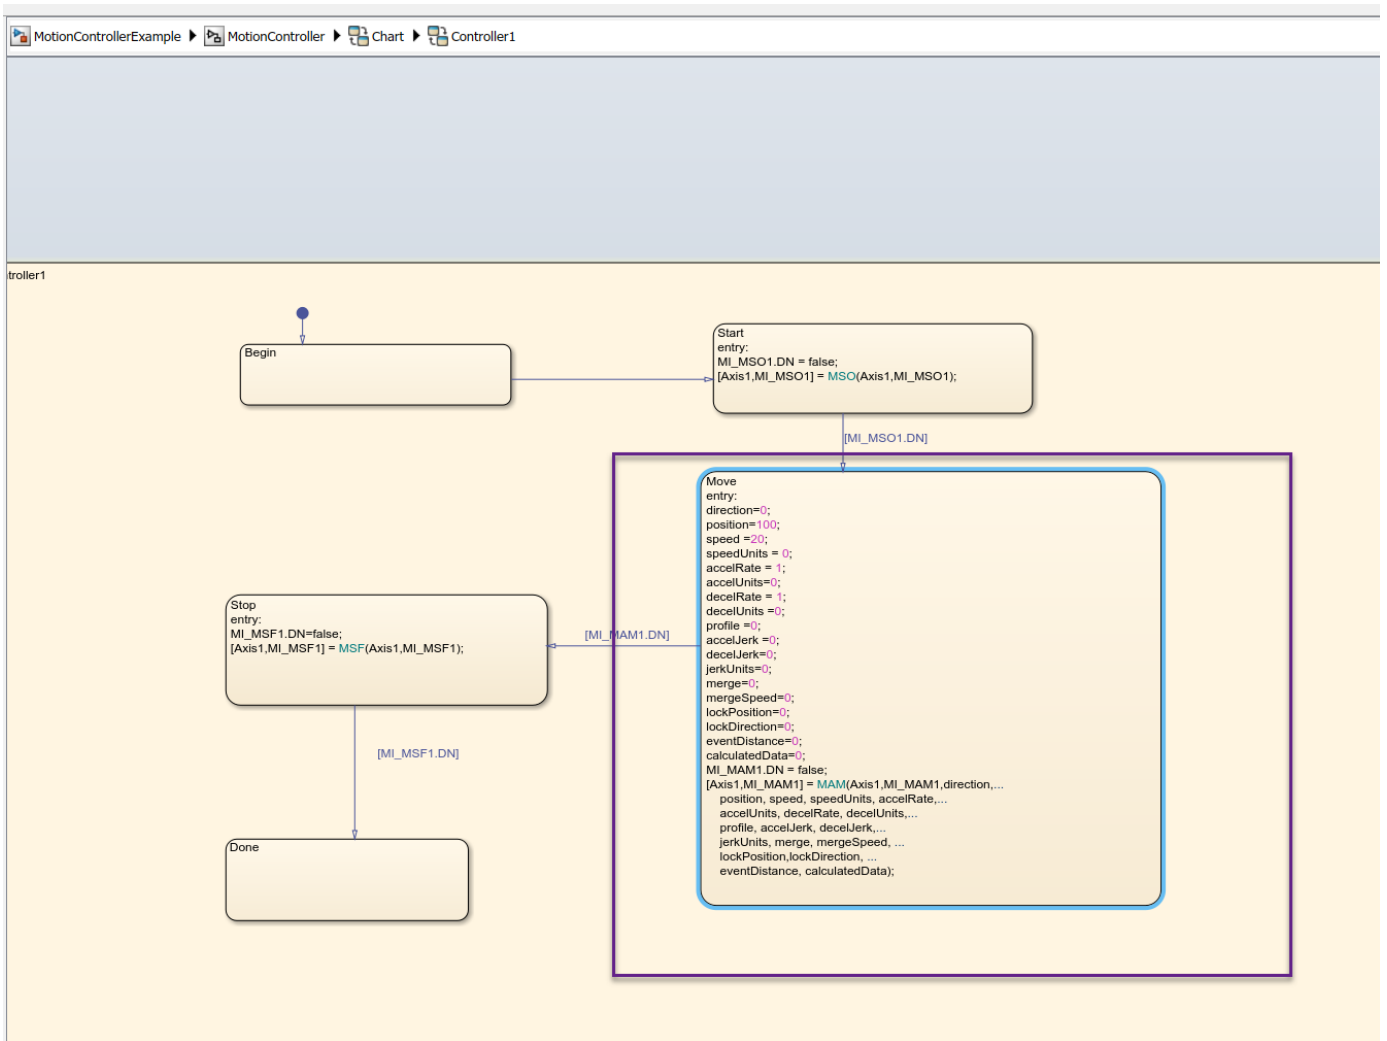 MotionControllerExample MotionController Chart Controller1
troller1
Begin
Start
entry:
MI_MSO1.DN = false;
[Axis1,MI_MSO1] = MSO(Axis1,MI_MSO1);
[MI_MSO1.DN]
Move
entry:
direction=0;
position=100;
speed =20;
speedUnits = 0;
accelRate = 1;
accelUnits=0;
decelRate = 1;
decelUnits =0;
profile =0;
accelJerk =0;
decelJerk=0;
jerkUnits=0;
merge=0;
mergeSpeed=0;
lockPosition=0;
lockDirection=0;
eventDistance=0;
calculatedData=0;
MI_MAM1.DN = false;
[Axis1,MI_MAM1] = MAM(Axis1,MI_MAM1,direction,...
position, speed, speedUnits, accelRate,...
accelUnits, decelRate, decelUnits,...
profile, accelJerk, decelJerk,...
jerkUnits, merge, mergeSpeed, ...
lockPosition,lockDirection, ...
eventDistance, calculatedData);
[MI_MAM1.DN]
Stop
entry:
MI_MSF1.DN=false;
[Axis1,MI_MSF1] = MSF(Axis1,MI_MSF1);
[MI_MSF1.DN]
Done